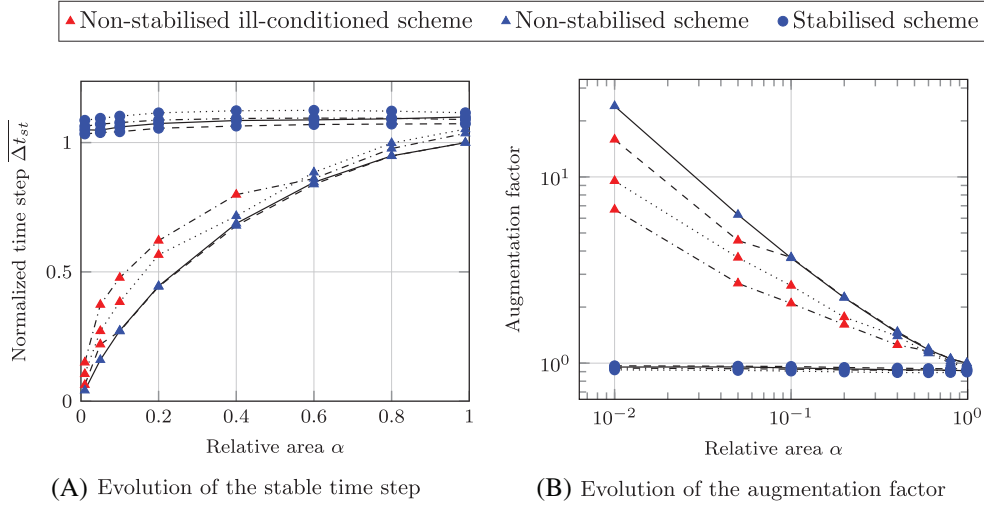 Non-stabilised ill-conditioned scheme Non-stabilised scheme Stabilised scheme
Normalized time step Δt_st
1
0.5
0
0 0.2 0.4 0.6 0.8 1
Relative area α
(A) Evolution of the stable time step
Augmentation factor
10^1
10^0
10^−2 10^−1 10^0
Relative area α
(B) Evolution of the augmentation factor